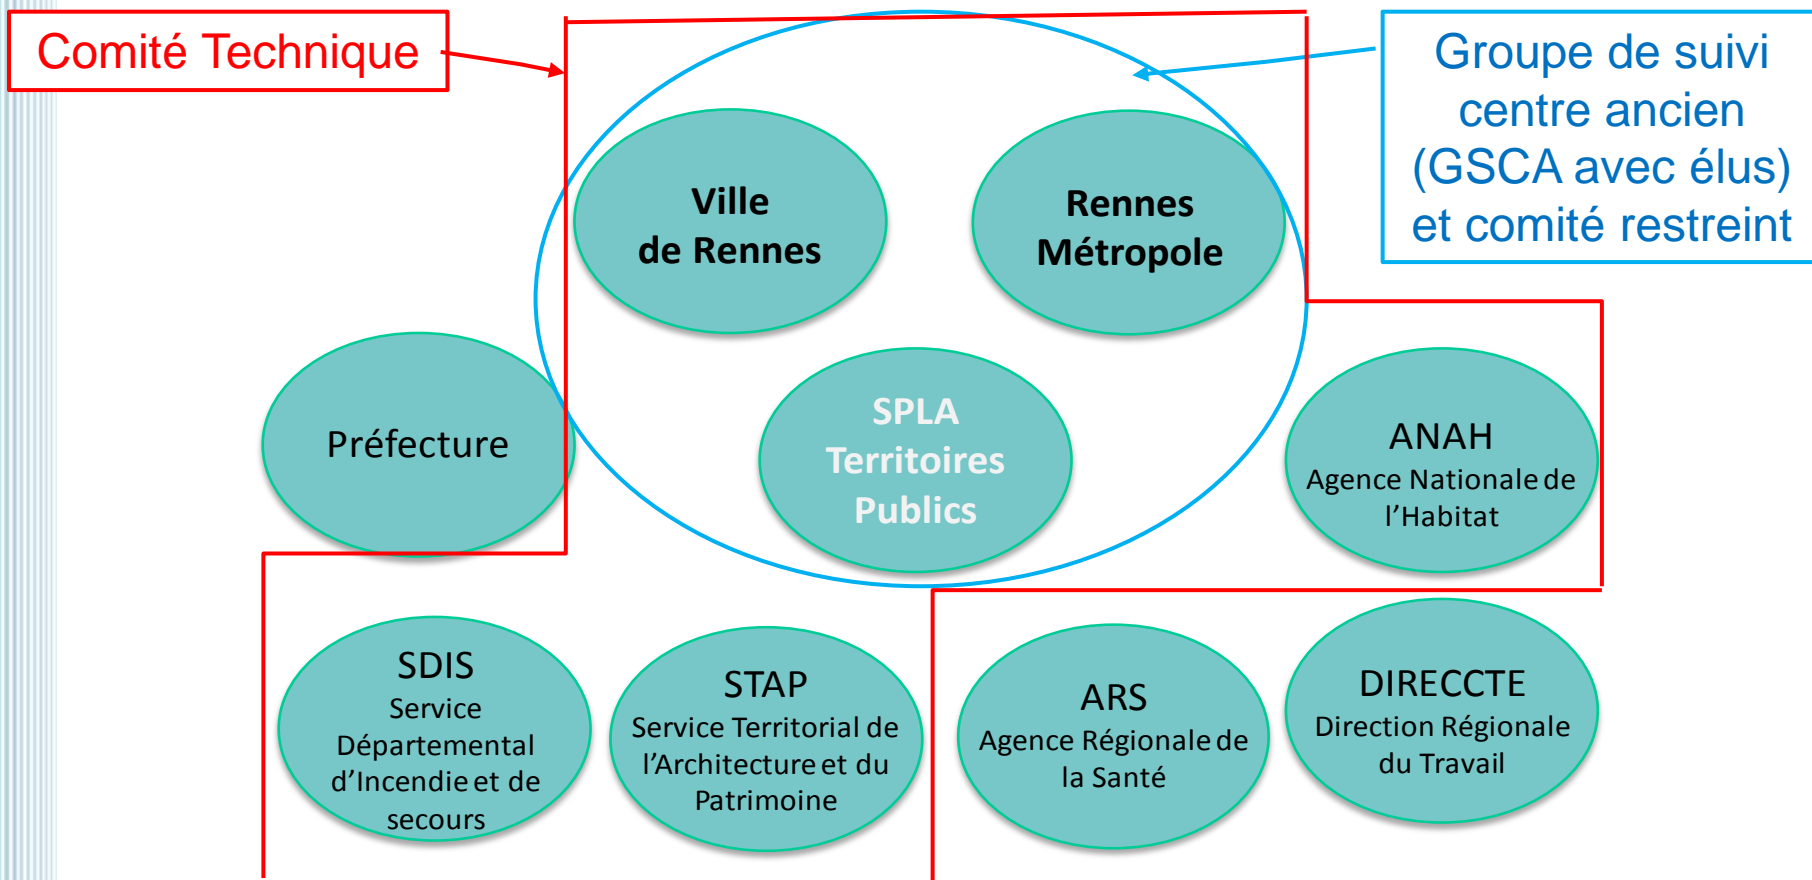 Comité Technique
Groupe de suivi
centre ancien
(GSCA avec élus)
et comité restreint
Ville
de Rennes
Rennes
Métropole
Préfecture
SPLA
Territoires
Publics
ANAH
Agence Nationale de
l’Habitat
SDIS
Service
Départemental
d’Incendie et de
secours
STAP
Service Territorial de
l’Architecture et du
Patrimoine
ARS
Agence Régionale de
la Santé
DIRECCTE
Direction Régionale
du Travail